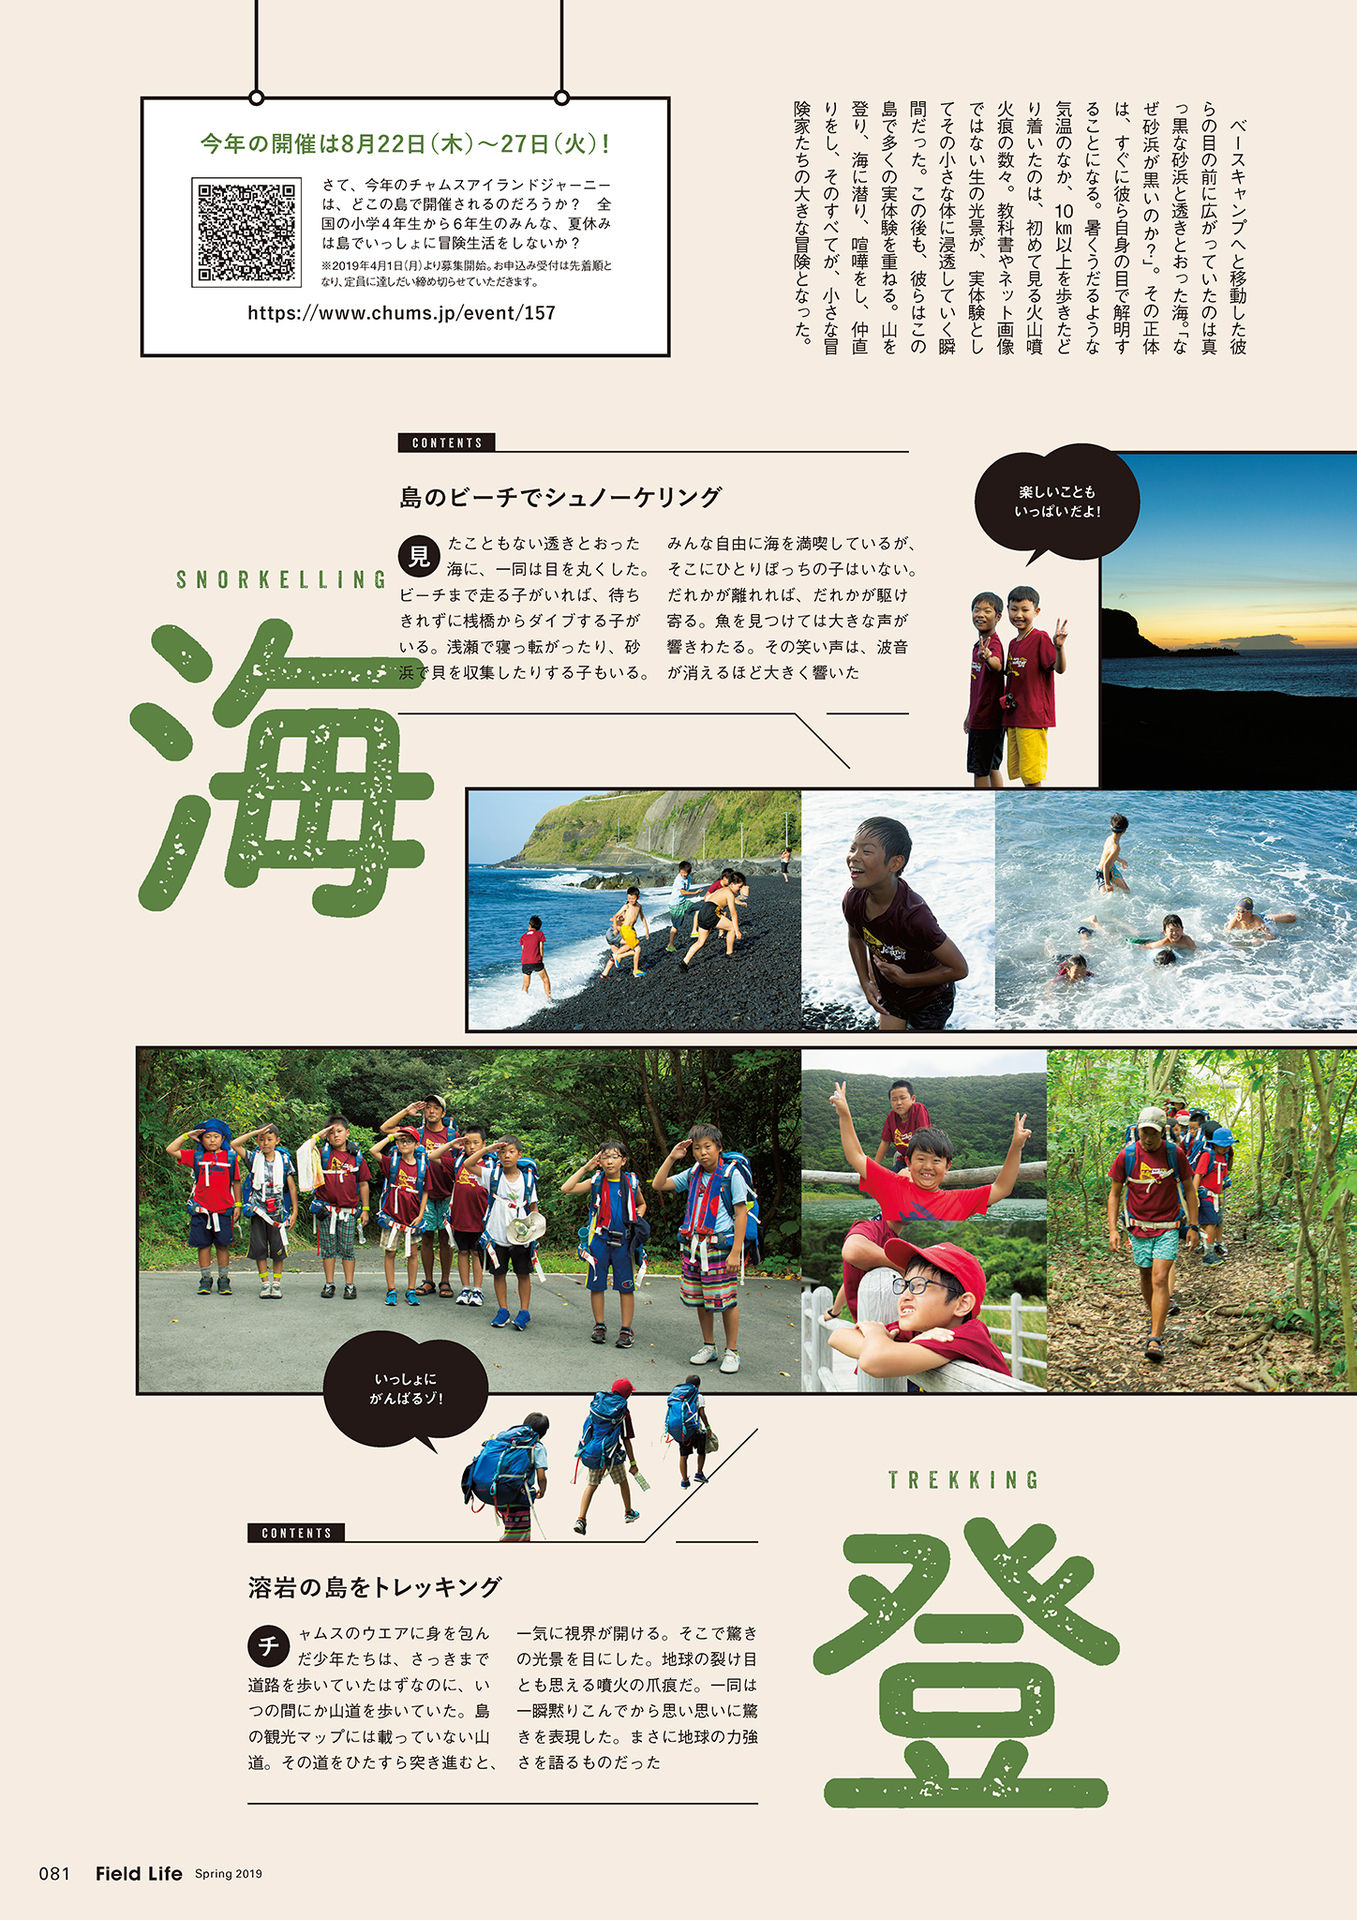 今年の開催は8月22日(木)〜27日(火)!
さて、今年のチャムスアイランドジャーニー
は、どこの島で開催されるのだろうか?　全
国の小学4年生から6年生のみんな、夏休み
は島でいっしょに冒険生活をしないか?
※2019年4月1日(月)より募集開始。お申込み受付は先着順と
なり、定員に達しだい締め切らせていただきます。
https://www.chums.jp/event/157
ベースキャンプへと移動した彼
らの目の前に広がっていたのは真
っ黒な砂浜と透きとおった海。「な
ぜ砂浜が黒いのか?」。その正体
は、すぐに彼ら自身の目で解明す
ることになる。暑くうだるような
気温のなか、10km以上を歩きたど
り着いたのは、初めて見る火山噴
火痕の数々。教科書やネット画像
ではない生の光景が、実体験とし
てその小さな体に浸透していく瞬
間だった。この後も、彼らはこの
島で多くの実体験を重ねる。山を
登り、海に潜り、喧嘩をし、仲直
りをし、そのすべてが、小さな冒
険家たちの大きな冒険となった。
CONTENTS
島のビーチでシュノーケリング
SNORKELLING
海
見たこともない透きとおった
海に、一同は目を丸くした。
ビーチまで走る子がいれば、待ち
きれずに桟橋からダイブする子が
いる。浅瀬で寝っ転がったり、砂
浜で貝を収集したりする子もいる。
みんな自由に海を満喫しているが、
そこにひとりぼっちの子はいない。
だれかが離れれば、だれかが駆け
寄る。魚を見つけては大きな声が
響きわたる。その笑い声は、波音
が消えるほど大きく響いた
楽しいことも
いっぱいだよ!
いっしょに
がんばるゾ!
TREKKING
登
CONTENTS
溶岩の島をトレッキング
チャムスのウエアに身を包ん
だ少年たちは、さっきまで
道路を歩いていたはずなのに、い
つの間にか山道を歩いていた。島
の観光マップには載っていない山
道。その道をひたすら突き進むと、
一気に視界が開ける。そこで驚き
の光景を目にした。地球の裂け目
とも思える噴火の爪痕だ。一同は
一瞬黙りこんでから思い思いに驚
きを表現した。まさに地球の力強
さを語るものだった
081 Field Life Spring 2019